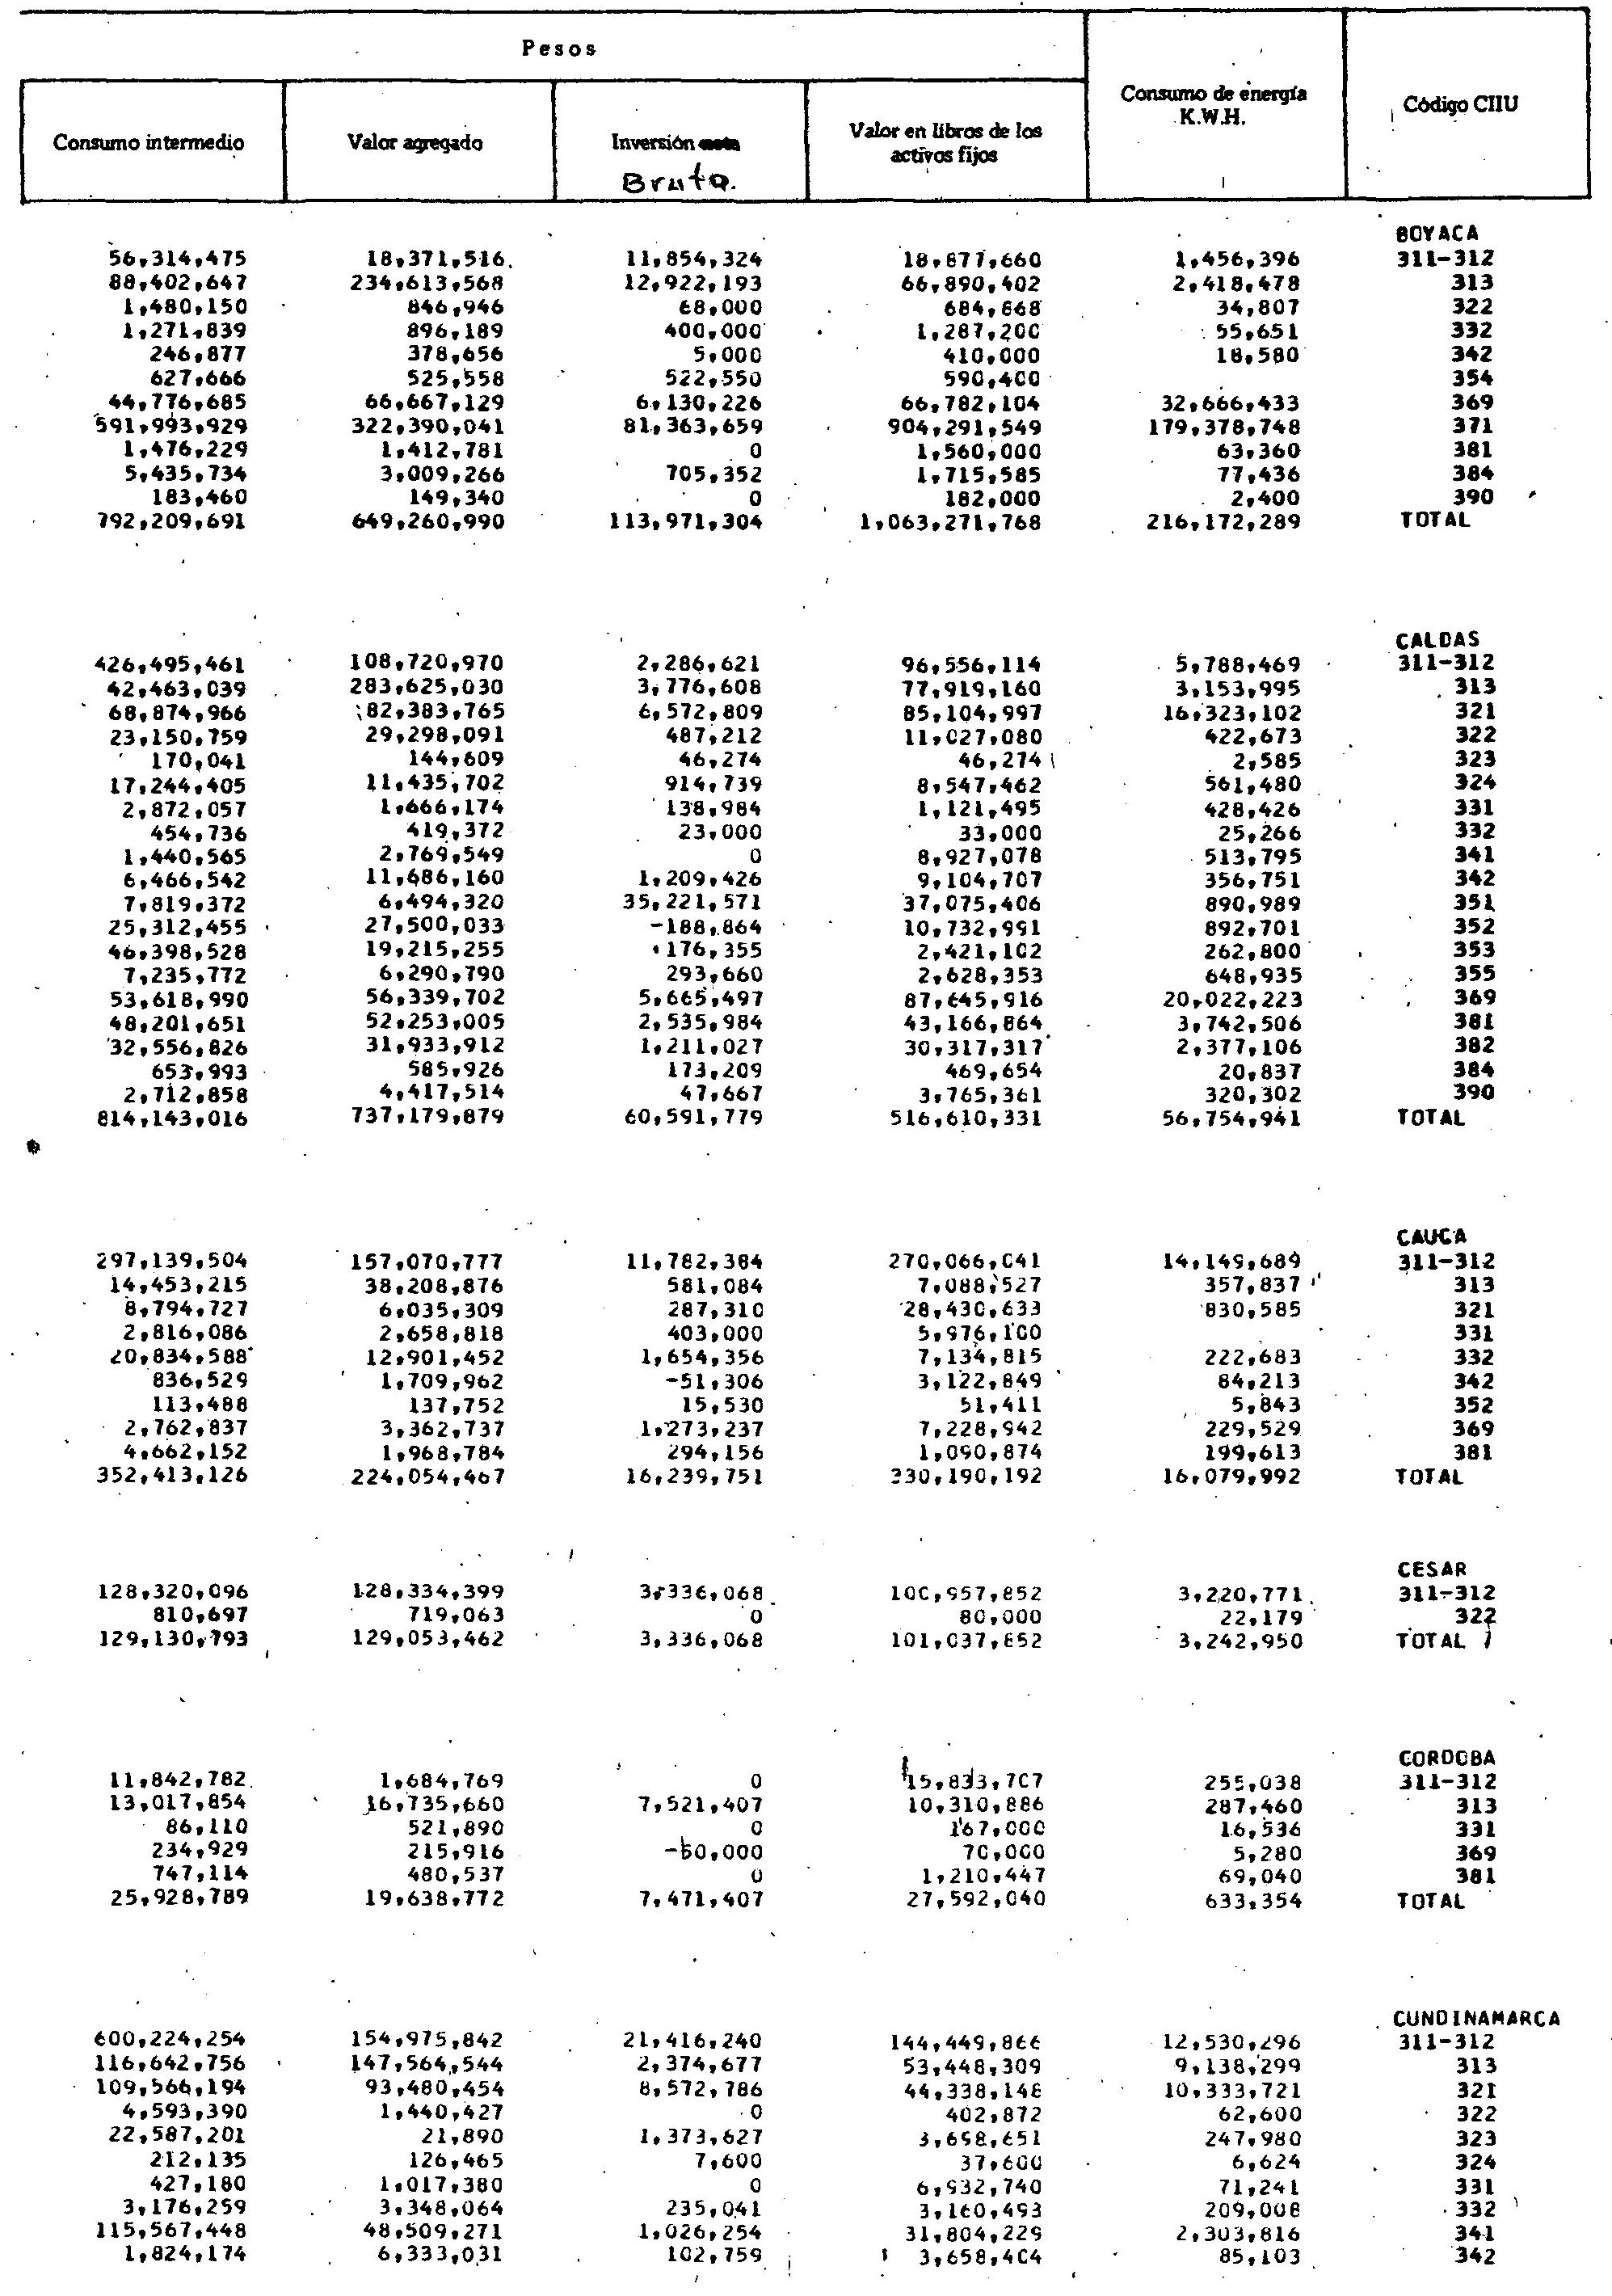 Pesos
Consumo intermedio Valor agregado Inversión neta Bruta. Valor en libros de los activos fijos Consumo de energía K.W.H. Código CIIU
BOYACA
56,314,475 18,371,516 11,854,324 18,877,660 1,456,396 311-312
88,402,647 234,613,568 12,922,193 66,890,402 2,418,478 313
1,480,150 846,946 68,000 684,668 34,807 322
1,271,839 896,189 400,000 1,287,200 55,651 332
246,877 378,656 5,000 410,000 18,580 342
627,666 525,558 522,550 590,400 354
44,776,685 66,667,129 6,130,226 66,782,104 32,666,433 369
591,993,929 322,390,041 81,363,659 904,291,549 179,378,748 371
1,476,229 1,412,781 0 1,560,000 63,360 381
5,435,734 3,009,266 705,352 1,715,585 77,436 384
183,460 149,340 0 182,000 2,400 390
792,209,691 649,260,990 113,971,304 1,063,271,768 216,172,289 TOTAL
CALDAS
426,495,461 108,720,970 2,286,621 96,556,114 5,788,469 311-312
42,463,039 283,625,030 3,776,608 77,919,160 3,153,995 313
68,874,966 82,383,765 6,572,809 85,104,997 16,323,102 321
23,150,759 29,298,091 487,212 11,027,080 422,673 322
170,041 144,609 46,274 46,274 2,585 323
17,244,405 11,435,702 914,739 8,547,462 561,480 324
2,872,057 1,666,174 138,984 1,121,495 428,426 331
454,736 419,372 23,000 33,000 25,266 332
1,440,565 2,769,549 0 8,927,078 513,795 341
6,466,542 11,686,160 1,209,426 9,104,707 356,751 342
7,819,372 6,494,320 35,221,571 37,075,406 890,989 351
25,312,455 27,500,033 -188,864 10,732,991 892,701 352
46,398,528 19,215,255 176,355 2,421,102 262,800 353
7,235,772 6,290,790 293,660 2,628,353 648,935 355
53,618,990 56,339,702 5,665,497 87,645,916 20,022,223 369
48,201,651 52,253,005 2,535,984 43,166,864 3,742,506 381
32,556,826 31,933,912 1,211,027 30,317,317 2,377,106 382
653,993 585,926 173,209 469,654 20,837 384
2,712,858 4,417,514 47,667 3,765,361 320,302 390
814,143,016 737,179,879 60,591,779 516,610,331 56,754,941 TOTAL
CAUCA
297,139,504 157,070,777 11,782,384 270,066,041 14,149,689 311-312
14,453,215 38,208,876 581,084 7,088,527 357,837 313
8,794,727 6,035,309 287,310 28,430,633 830,585 321
2,816,086 2,658,818 403,000 5,976,100 331
20,834,588 12,901,452 1,654,356 7,134,815 222,683 332
836,529 1,709,962 -51,306 3,122,849 84,213 342
113,488 137,752 15,530 51,411 5,843 352
2,762,837 3,362,737 1,273,237 7,228,942 229,529 369
4,662,152 1,968,784 294,156 1,090,874 199,613 381
352,413,126 224,054,467 16,239,751 330,190,192 16,079,992 TOTAL
CESAR
128,320,096 128,334,399 3,336,068 100,957,852 3,220,771 311-312
810,697 719,063 0 80,000 22,179 322
129,130,793 129,053,462 3,336,068 101,037,852 3,242,950 TOTAL
CORDOBA
11,842,782 1,684,769 0 15,833,707 255,038 311-312
13,017,854 16,735,660 7,521,407 10,310,886 287,460 313
86,110 521,890 0 167,000 16,536 331
234,929 215,916 -50,000 70,000 5,280 369
747,114 480,537 0 1,210,447 69,040 381
25,928,789 19,638,772 7,471,407 27,592,040 633,354 TOTAL
CUNDINAMARCA
600,224,254 154,975,842 21,416,240 144,449,866 12,530,296 311-312
116,642,756 147,564,544 2,374,677 53,448,309 9,138,299 313
109,566,194 93,480,454 8,572,786 44,338,148 10,333,721 321
4,593,390 1,440,427 0 402,872 62,600 322
22,587,201 21,890 1,373,627 3,698,651 247,980 323
212,135 126,465 7,600 37,600 6,624 324
427,180 1,017,380 0 6,932,740 71,241 331
3,176,259 3,348,064 235,041 3,160,493 209,008 332
115,567,448 48,509,271 1,026,254 31,804,229 2,303,816 341
1,824,174 6,333,031 102,759 3,658,404 85,103 342